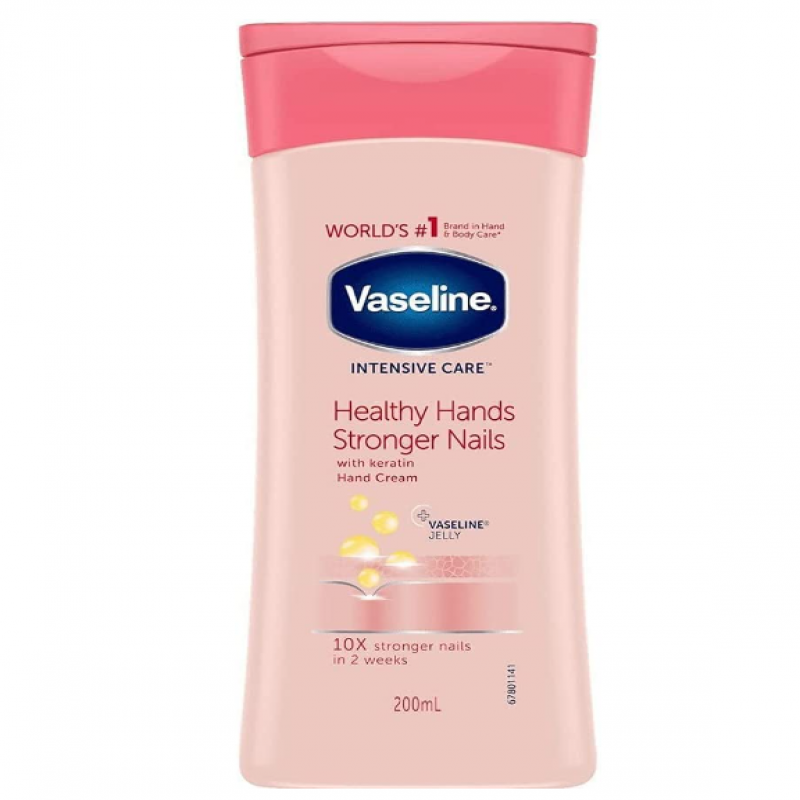 WORLD'S #1 Brand in Hand
& Body Care*
Vaseline.
INTENSIVE CARE™
Healthy Hands
Stronger Nails
with keratin
Hand Cream
VASELINE®
JELLY
10X stronger nails
in 2 weeks
200mL
67801141